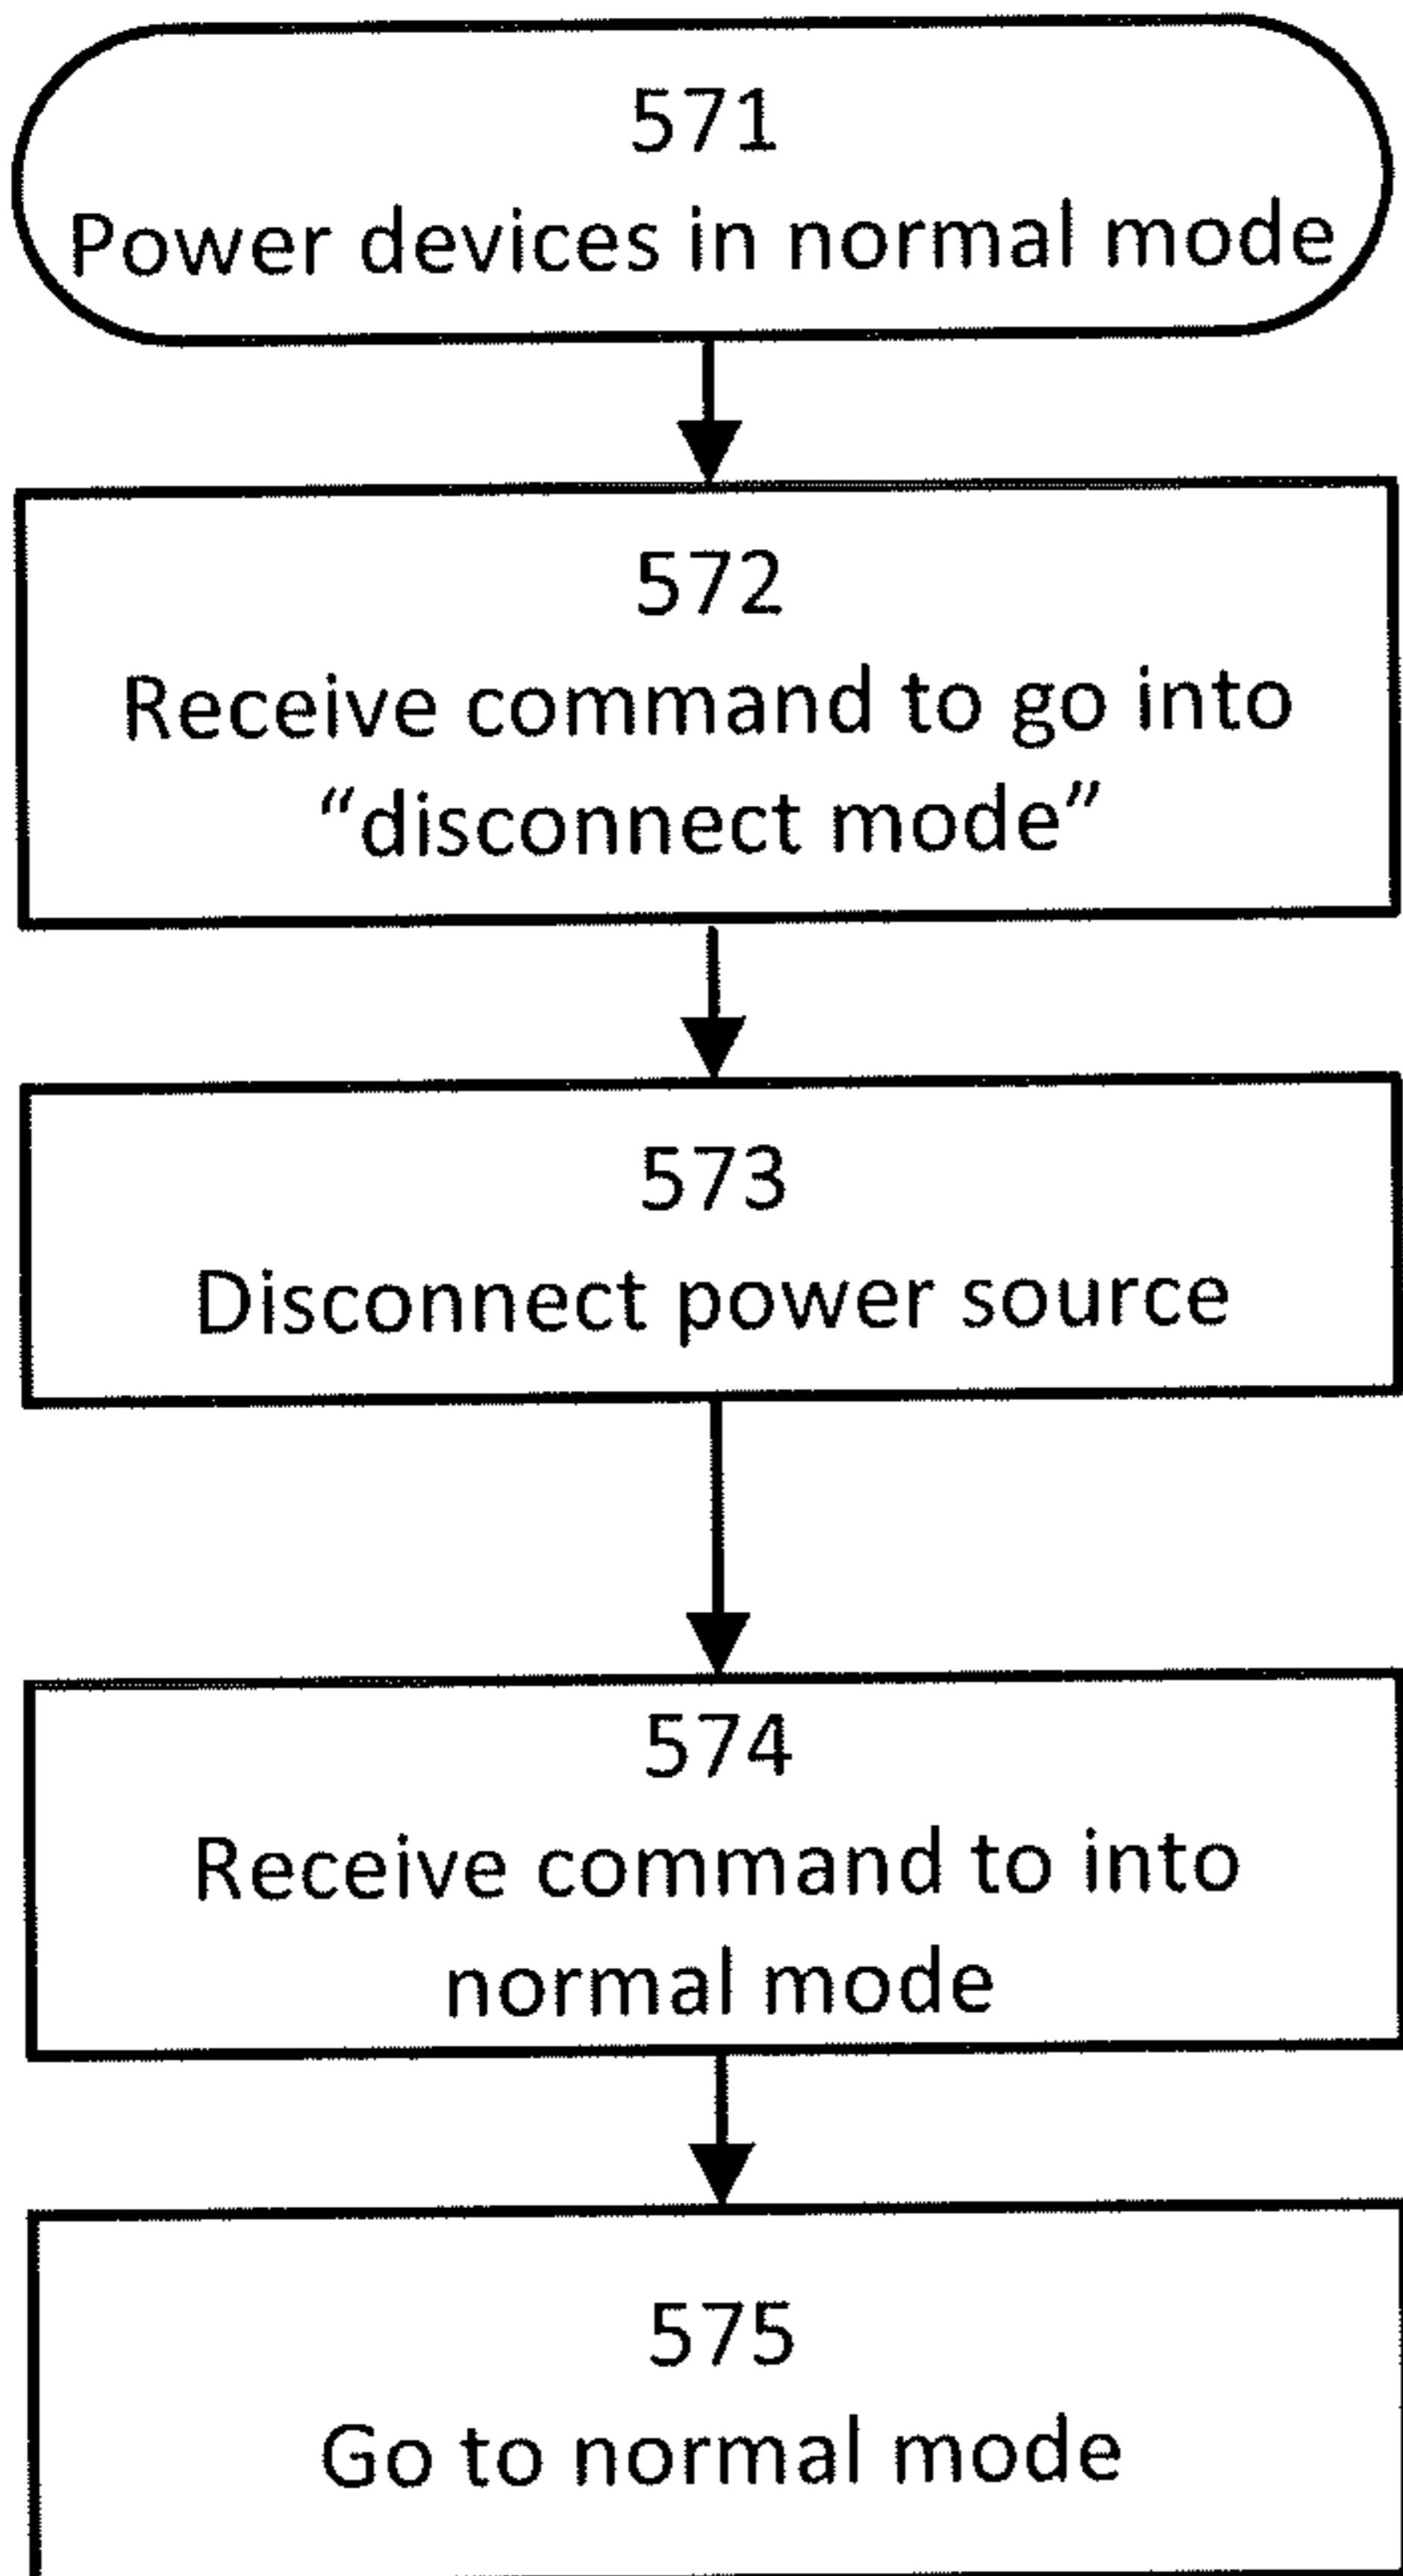 571
Power devices in normal mode
572
Receive command to go into
“disconnect mode”
573
Disconnect power source
574
Receive command to into
normal mode
575
Go to normal mode